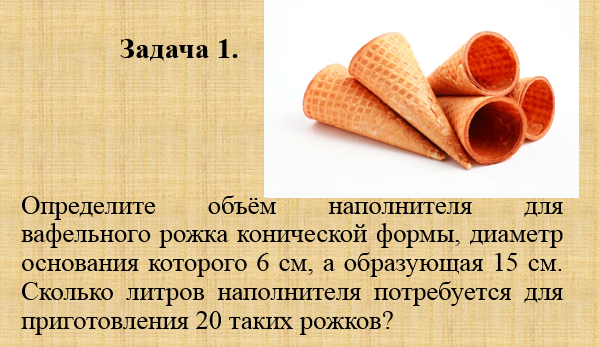 Задача 1.
Определите объём наполнителя для
вафельного рожка конической формы, диаметр
основания которого 6 см, а образующая 15 см.
Сколько литров наполнителя потребуется для
приготовления 20 таких рожков?